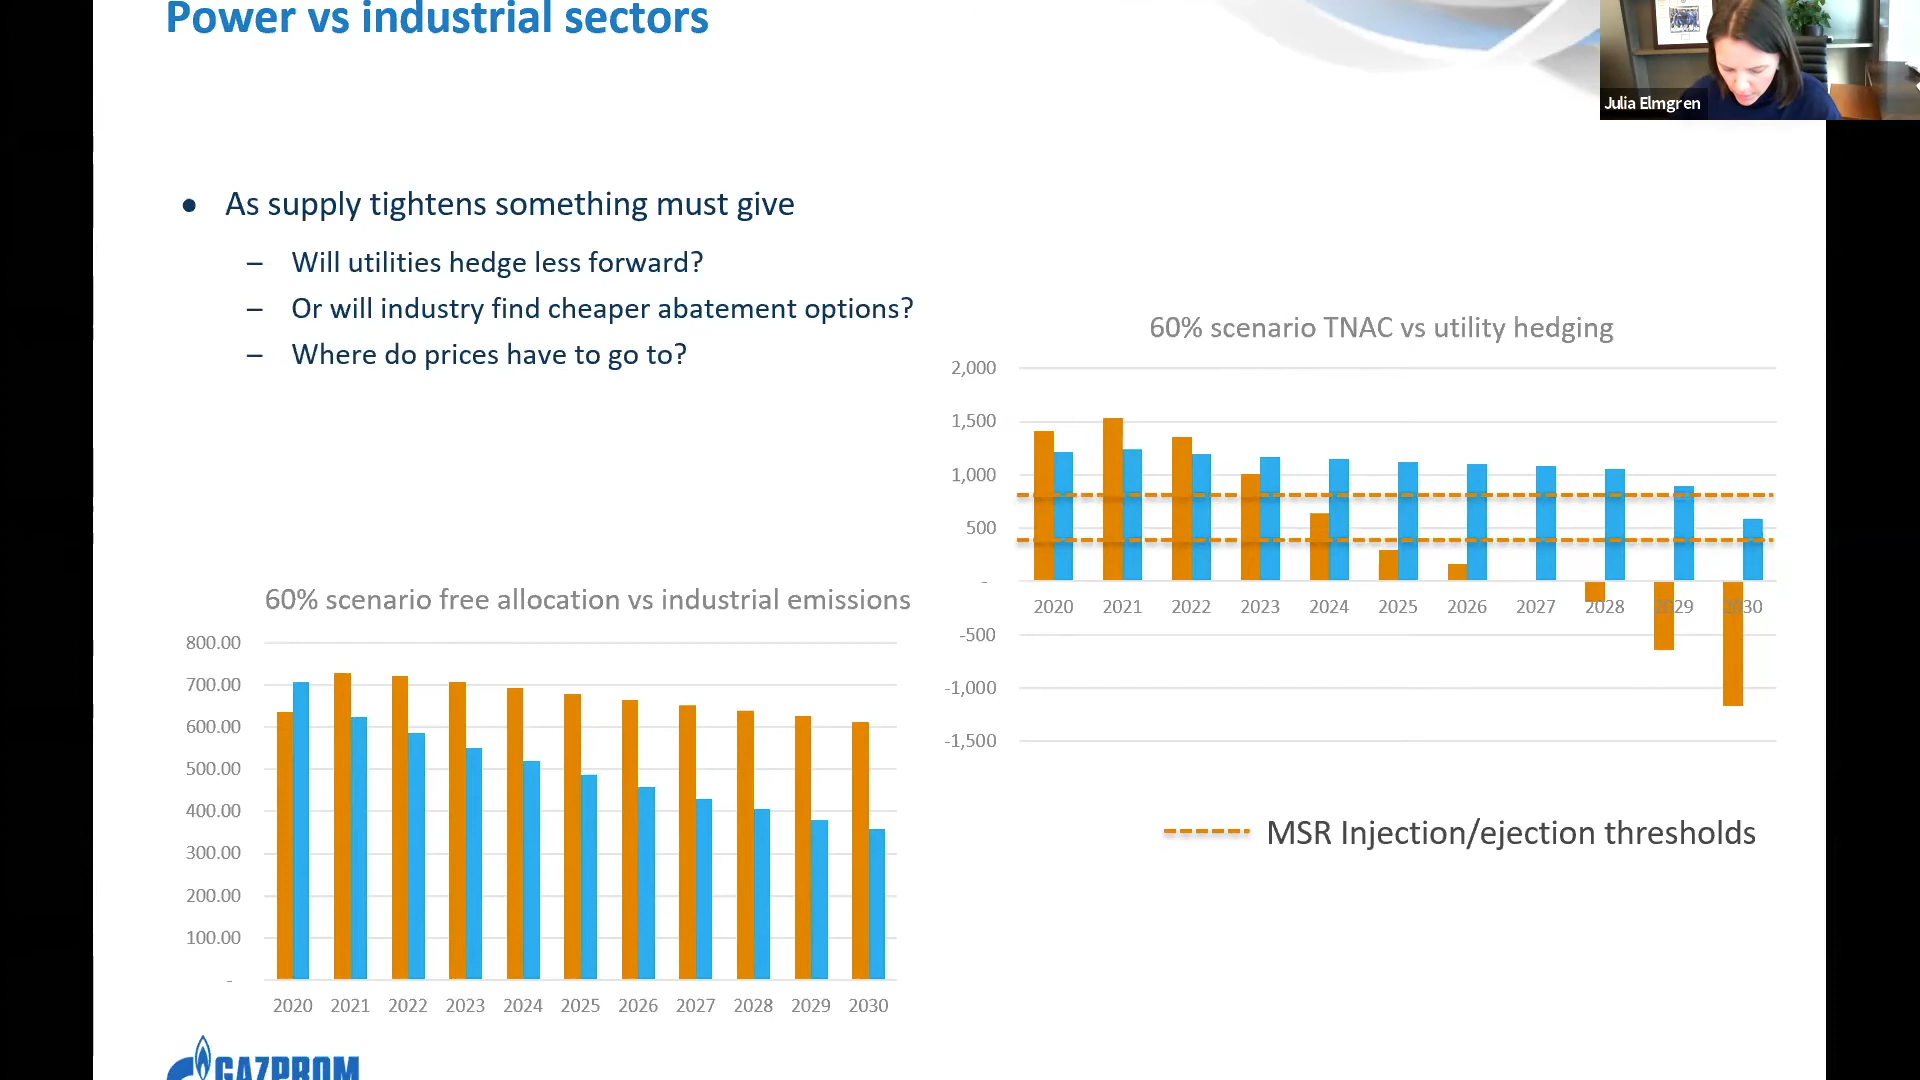 Power vs industrial sectors
Julia Elmgren
• As supply tightens something must give
– Will utilities hedge less forward?
– Or will industry find cheaper abatement options?
– Where do prices have to go to?
60% scenario TNAC vs utility hedging
2,000
1,500
1,000
500
-
2020 2021 2022 2023 2024 2025 2026 2027 2028 2029 2030
-500
-1,000
-1,500
MSR Injection/ejection thresholds
60% scenario free allocation vs industrial emissions
800.00
700.00
600.00
500.00
400.00
300.00
200.00
100.00
-
2020 2021 2022 2023 2024 2025 2026 2027 2028 2029 2030
GAZPROM